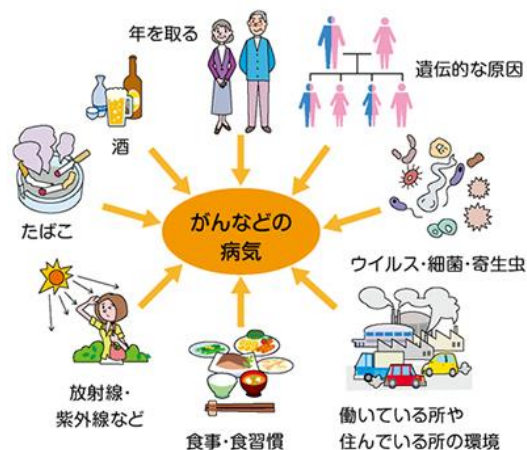 年を取る
遺伝的な原因
酒
たばこ
がんなどの
病気
ウイルス・細菌・寄生虫
放射線・
紫外線など
食事・食習慣
働いている所や
住んでいる所の環境